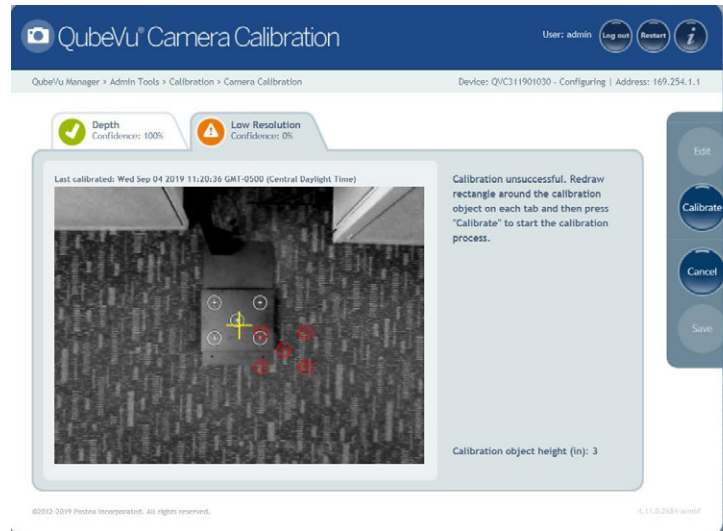 QubeVu® Camera Calibration
User: admin
Log out
Restart
i
QubeVu Manager > Admin Tools > Calibration > Camera Calibration
Device: QVC311901030 - Configuring | Address: 169.254.1.1
Depth
Confidence: 100%
Low Resolution
Confidence: 0%
Edit
Calibrate
Cancel
Save
Last calibrated: Wed Sep 04 2019 11:20:36 GMT-0500 (Central Daylight Time)
Calibration unsuccessful. Redraw
rectangle around the calibration
object on each tab and then press
"Calibrate" to start the calibration
process.
Calibration object height (in): 3
©2012-2019 Postea Incorporated. All rights reserved.